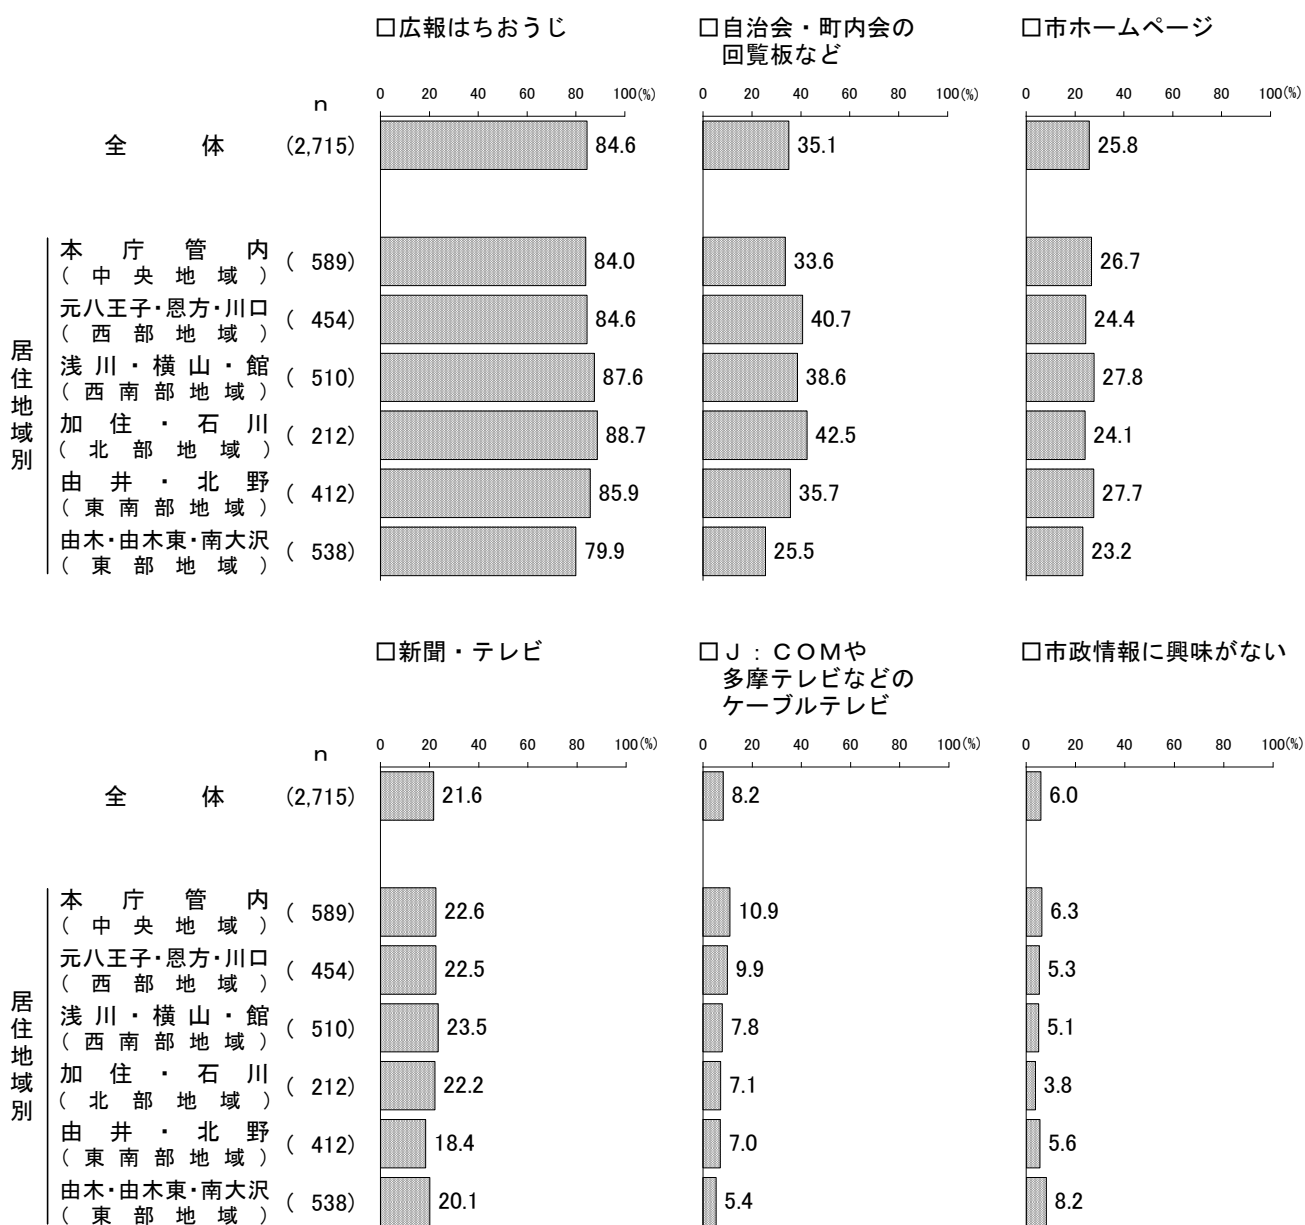 □広報はちおうじ
□自治会・町内会の
回覧板など
□市ホームページ
n
0 20 40 60 80 100(%)
0 20 40 60 80 100(%)
0 20 40 60 80 100(%)
全体 (2,715) 84.6 35.1 25.8
居住地域別
本庁管内
(中央地域)
(589) 84.0 33.6 26.7
元八王子・恩方・川口
(西部地域)
(454) 84.6 40.7 24.4
浅川・横山・館
(西南部地域)
(510) 87.6 38.6 27.8
加住・石川
(北部地域)
(212) 88.7 42.5 24.1
由井・北野
(東南部地域)
(412) 85.9 35.7 27.7
由木・由木東・南大沢
(東部地域)
(538) 79.9 25.5 23.2
□新聞・テレビ
□J:COMや
多摩テレビなどの
ケーブルテレビ
□市政情報に興味がない
n
0 20 40 60 80 100(%)
0 20 40 60 80 100(%)
0 20 40 60 80 100(%)
全体 (2,715) 21.6 8.2 6.0
居住地域別
本庁管内
(中央地域)
(589) 22.6 10.9 6.3
元八王子・恩方・川口
(西部地域)
(454) 22.5 9.9 5.3
浅川・横山・館
(西南部地域)
(510) 23.5 7.8 5.1
加住・石川
(北部地域)
(212) 22.2 7.1 3.8
由井・北野
(東南部地域)
(412) 18.4 7.0 5.6
由木・由木東・南大沢
(東部地域)
(538) 20.1 5.4 8.2